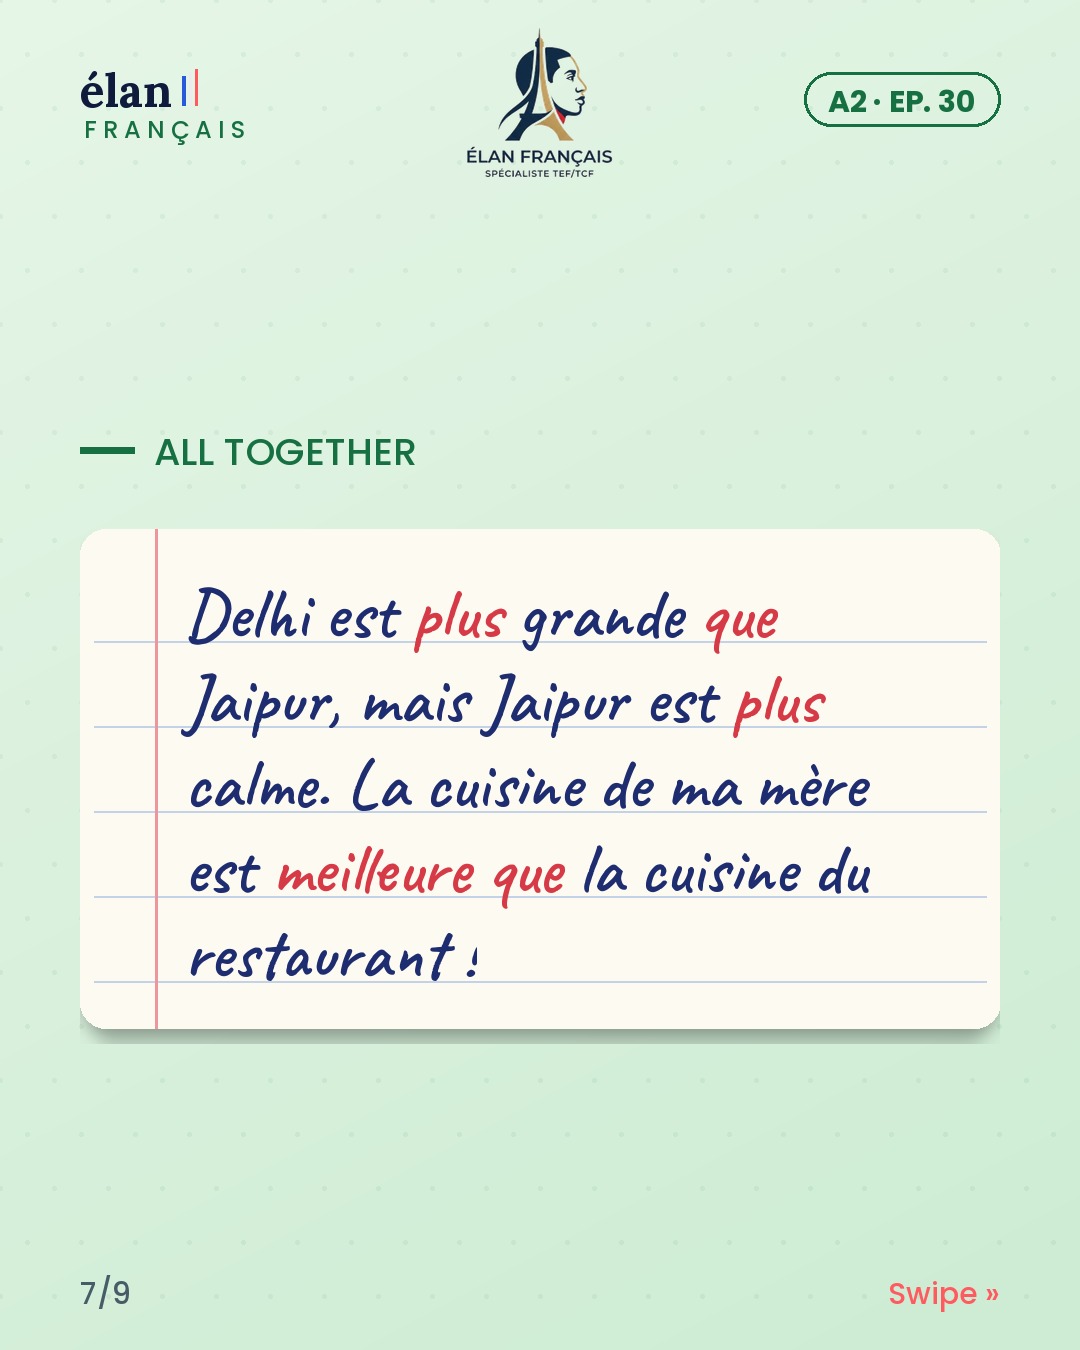 élan
FRANÇAIS
ÉLAN FRANÇAIS
SPÉCIALISTE TEF/TCF
A2 · EP. 30
ALL TOGETHER
Delhi est plus grande que
Jaipur, mais Jaipur est plus
calme. La cuisine de ma mère
est meilleure que la cuisine du
restaurant !
7/9
Swipe »